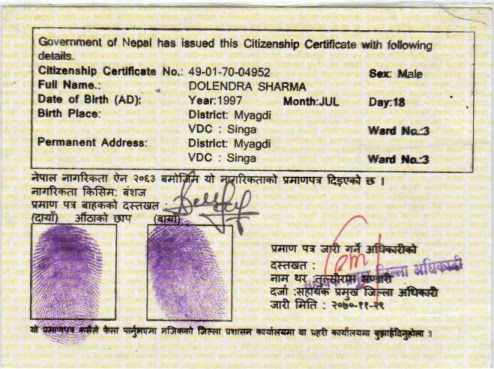 Government of Nepal has issued this Citizenship Certificate with following
details.
Citizenship Certificate No.: 49-01-70-04952 Sex: Male
Full Name.: DOLENDRA SHARMA
Date of Birth (AD): Year:1997 Month:JUL Day:18
Birth Place: District: Myagdi
VDC : Singa Ward No.:3
Permanent Address: District: Myagdi
VDC : Singa Ward No.:3
नेपाल नागरिकता ऐन २०६३ बमोजिम यो नागरिकताको प्रमाणपत्र दिइएको छ ।
नागरिकता किसिम: बंशज
प्रमाण पत्र बाहकको दस्तखत :
(दायाँ) औंठाको छाप (बायाँ)
प्रमाण पत्र जारी गर्ने अधिकारीको
दस्तखत :
जिल्ला अधिकारी
नाम थर : तुल्सीराम भण्डारी
दर्जा : सहायक प्रमुख जिल्ला अधिकारी
जारी मिति : २०७०-११-२९
यो प्रमाणपत्र कसैले फेला पार्नुभएमा नजिकको जिल्ला प्रशासन कार्यालयमा वा प्रहरी कार्यालयमा बुझाईदिनुहोला ।